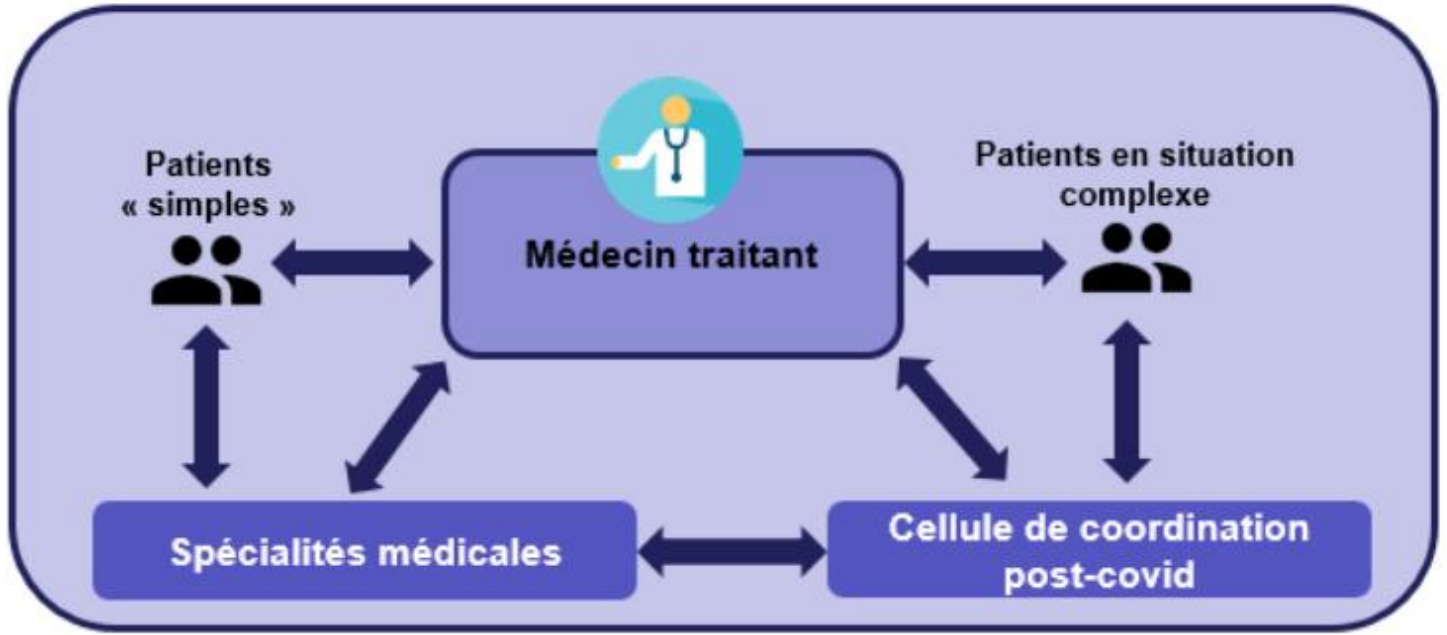 Patients
« simples »
Médecin traitant
Patients en situation
complexe
Spécialités médicales
Cellule de coordination
post-covid